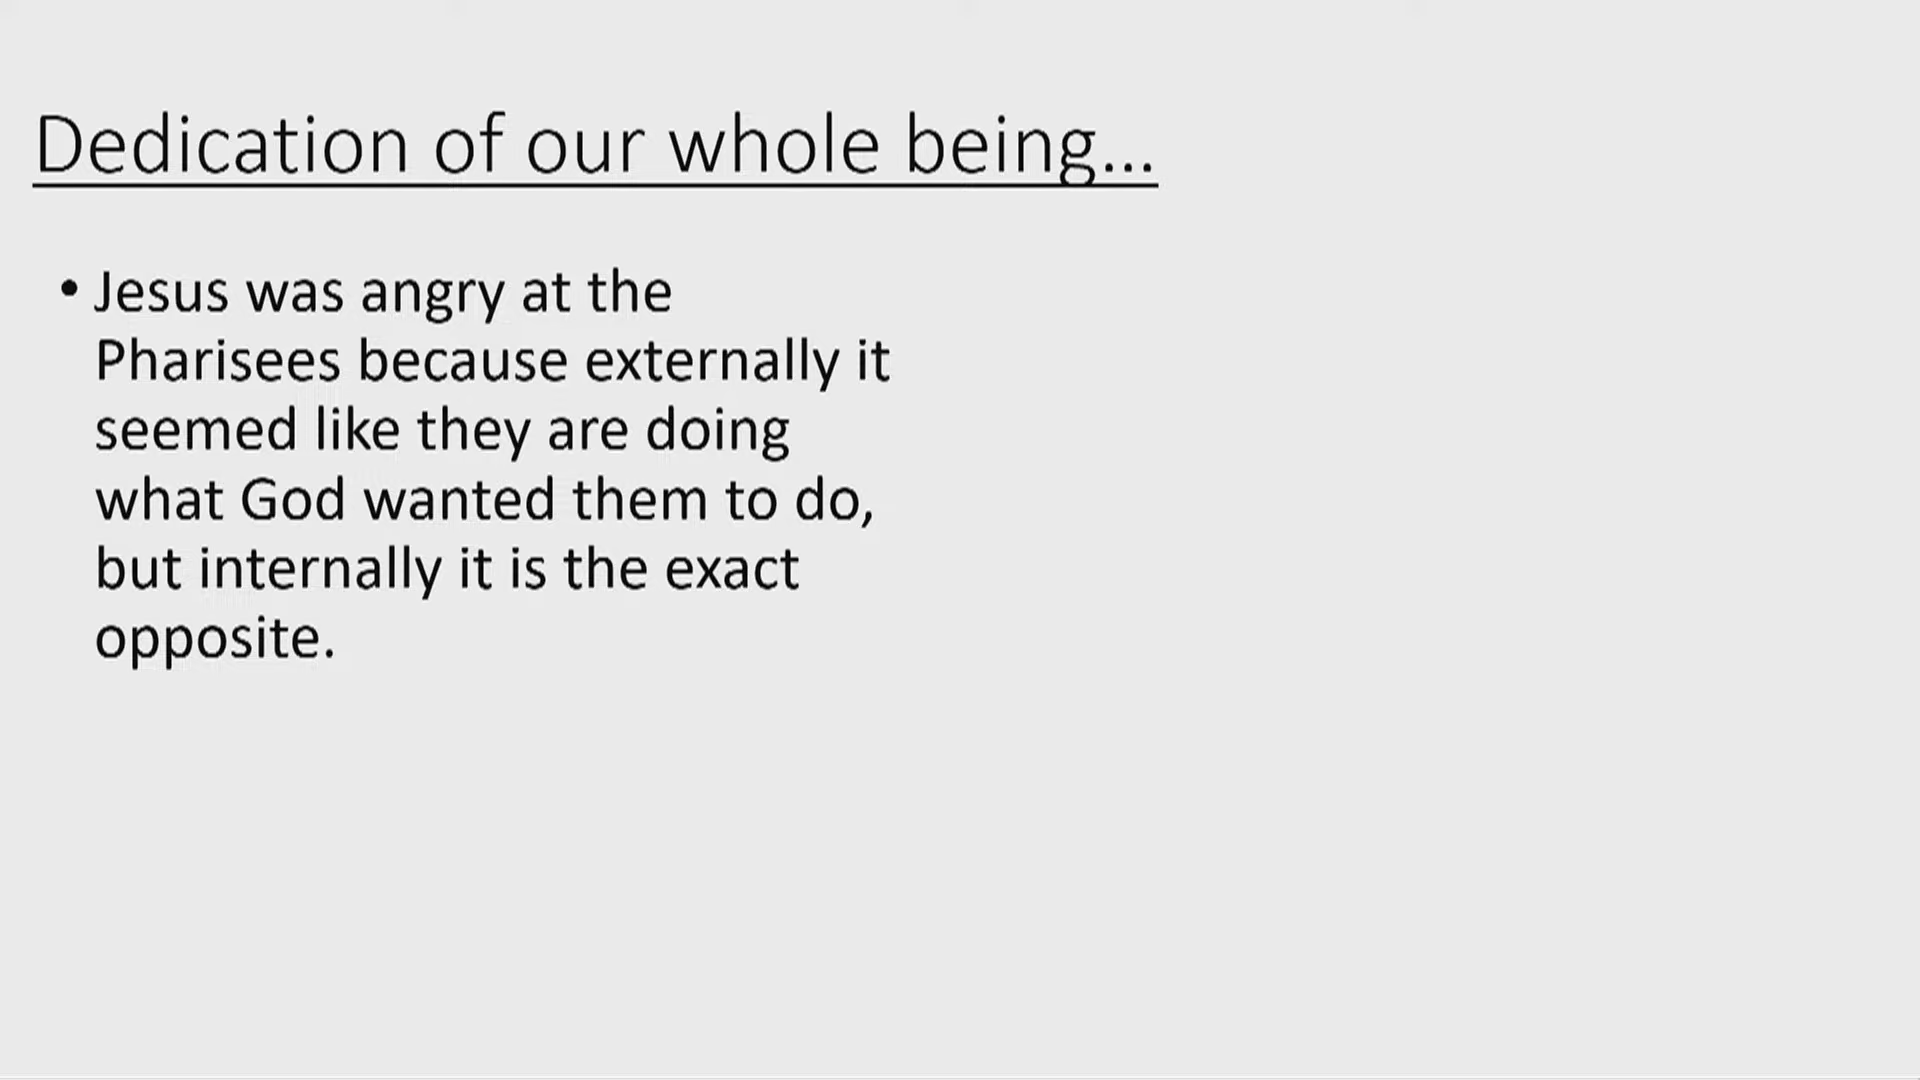 Dedication of our whole being...
• Jesus was angry at the
Pharisees because externally it
seemed like they are doing
what God wanted them to do,
but internally it is the exact
opposite.